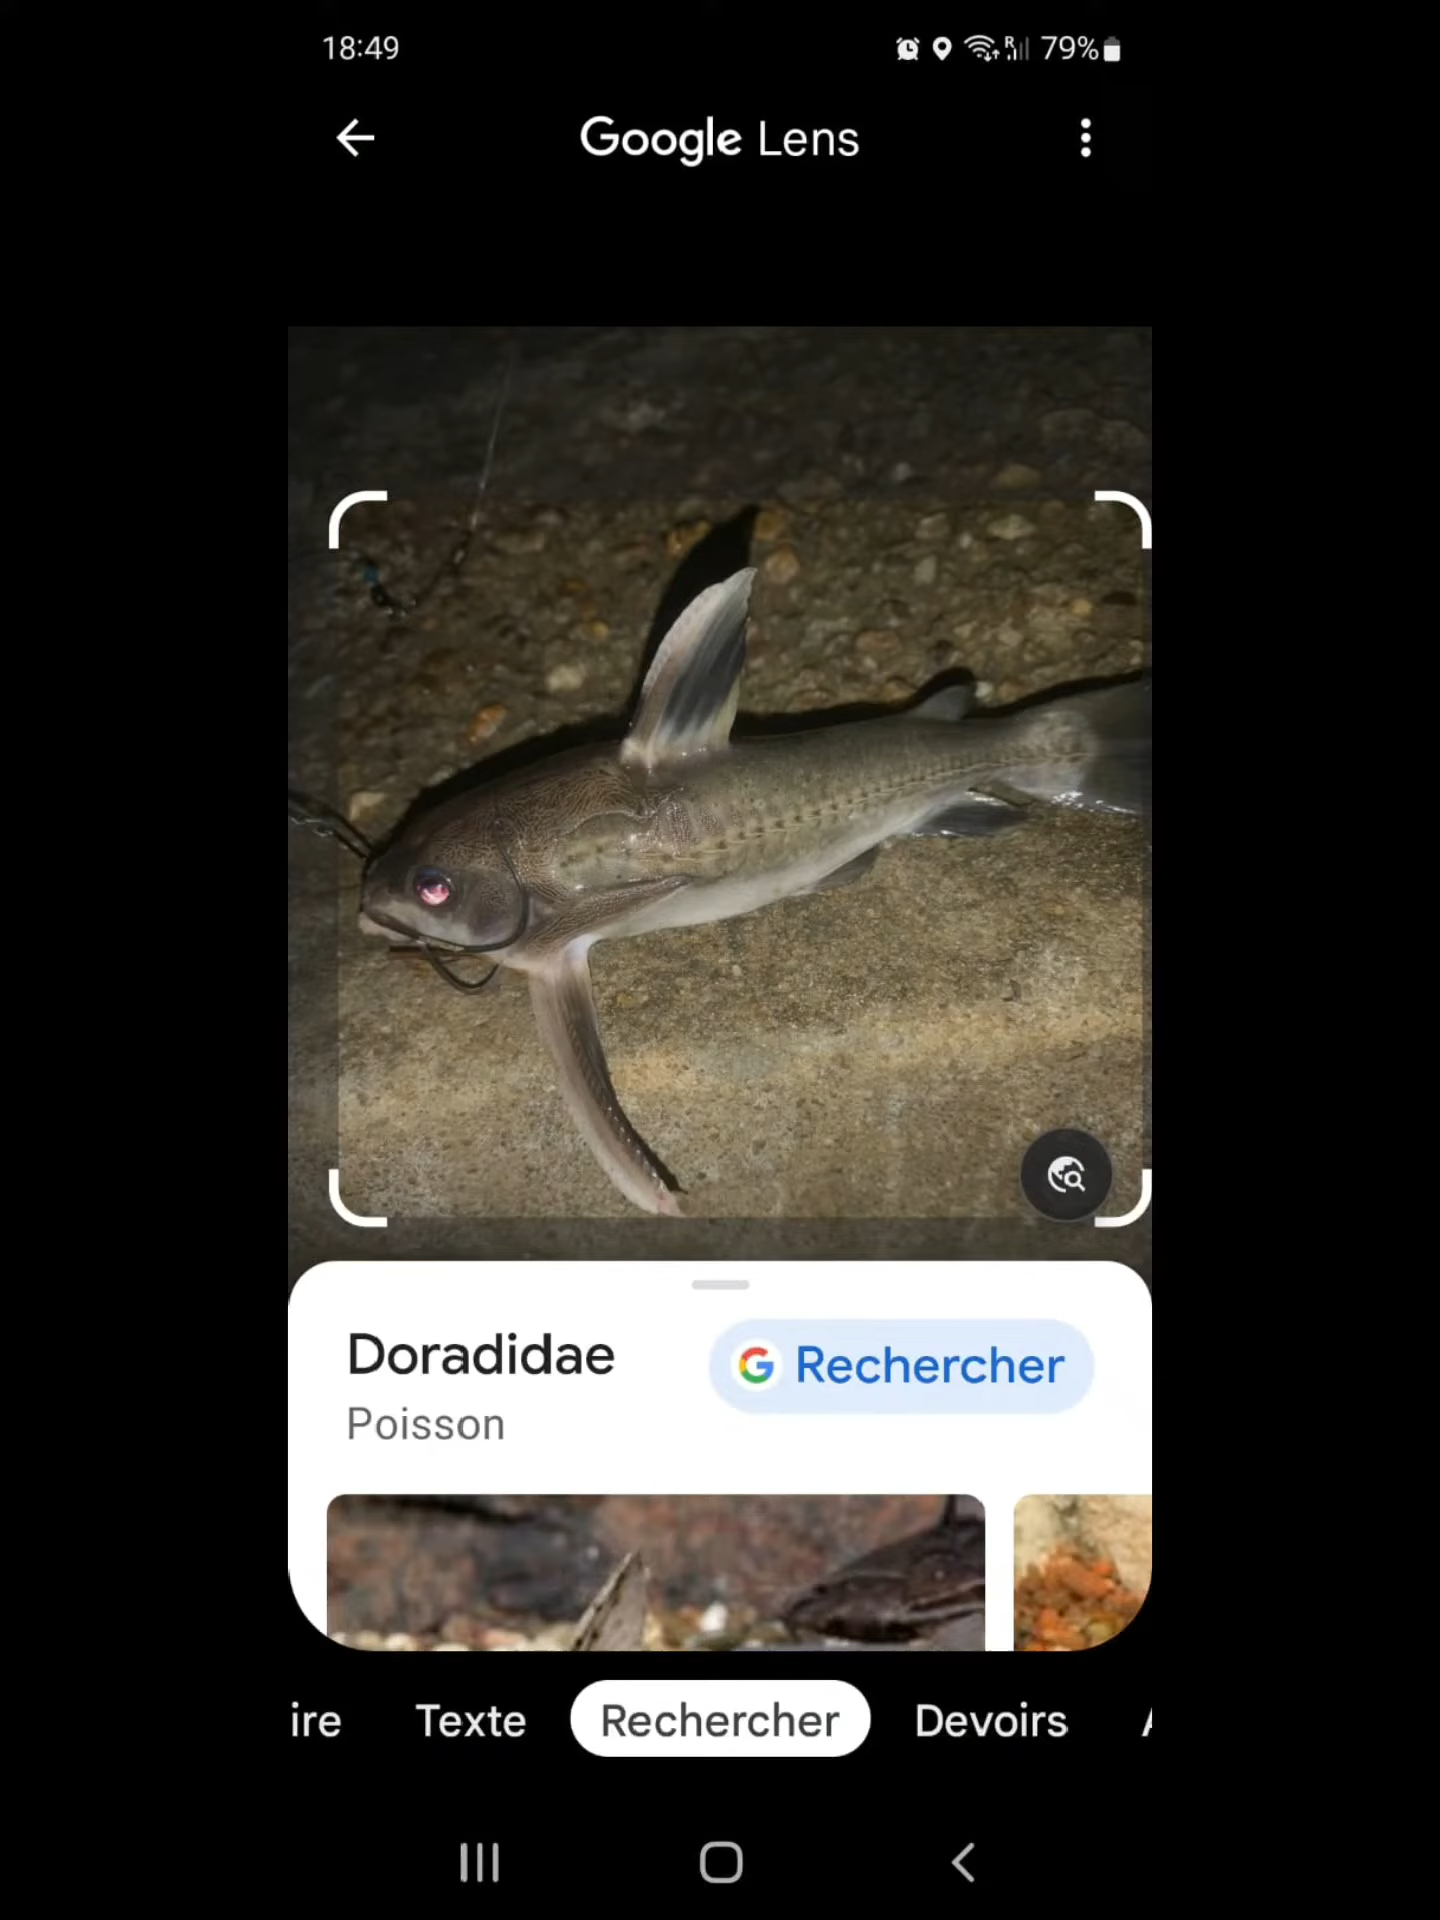 18:49
R
79%
Google Lens
Doradidae
G Rechercher
Poisson
ire
Texte
Rechercher
Devoirs